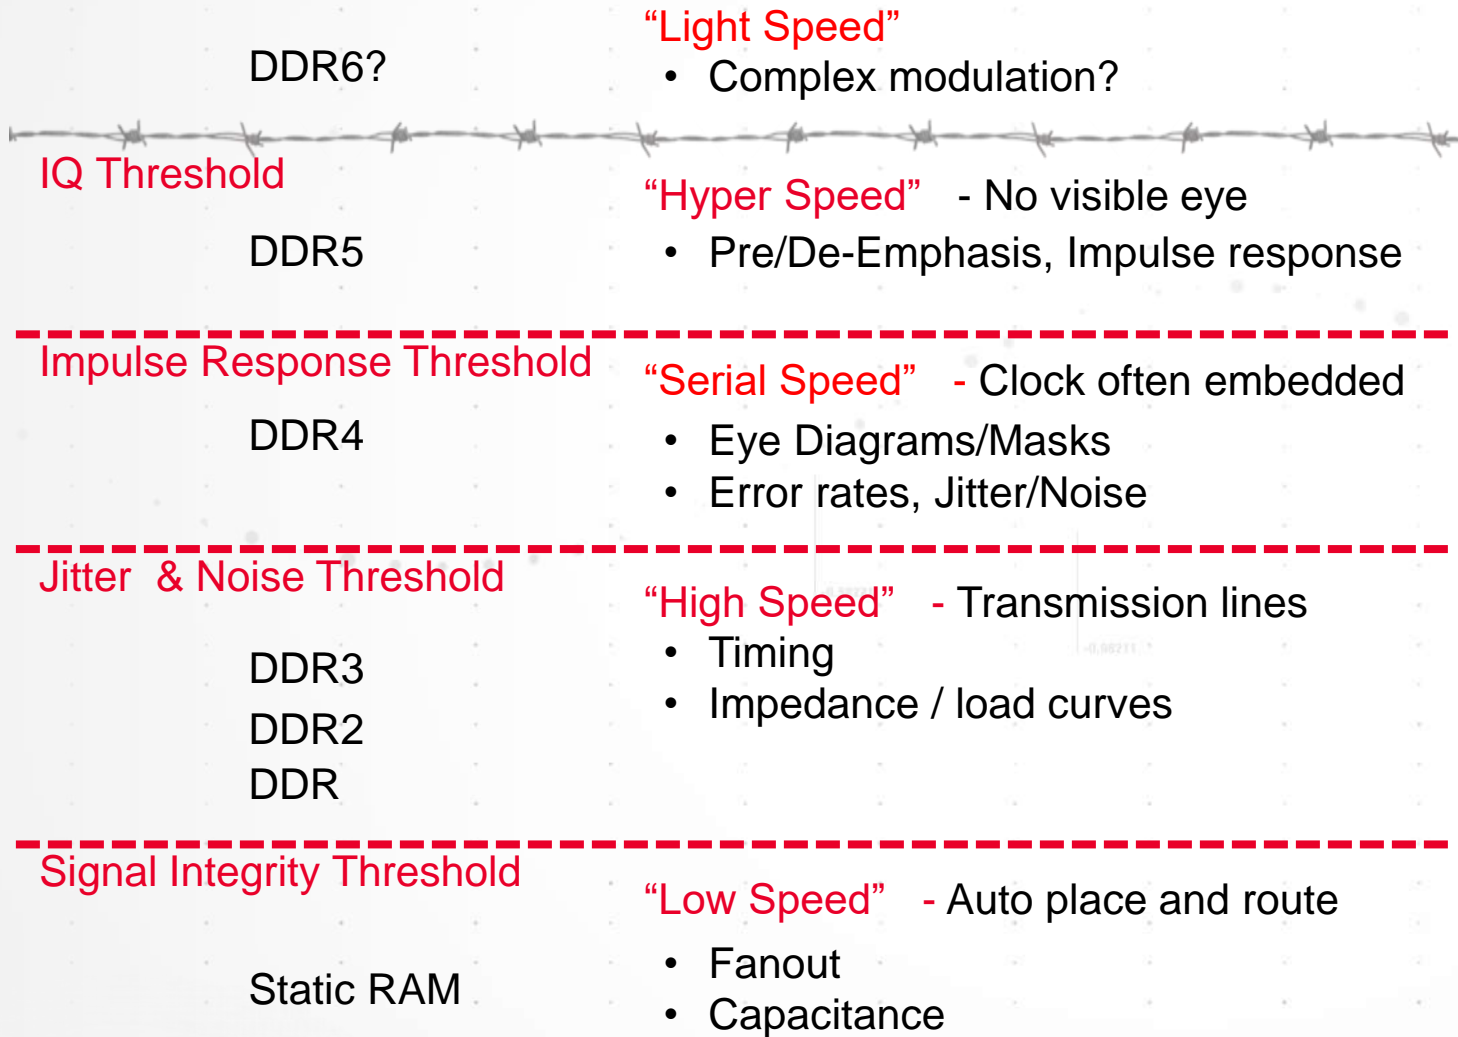 “Light Speed”
DDR6?
• Complex modulation?
IQ Threshold
“Hyper Speed” - No visible eye
DDR5
• Pre/De-Emphasis, Impulse response
Impulse Response Threshold
“Serial Speed” - Clock often embedded
DDR4
• Eye Diagrams/Masks
• Error rates, Jitter/Noise
Jitter & Noise Threshold
“High Speed” - Transmission lines
DDR3
• Timing
• Impedance / load curves
DDR2
DDR
Signal Integrity Threshold
“Low Speed” - Auto place and route
Static RAM
• Fanout
• Capacitance